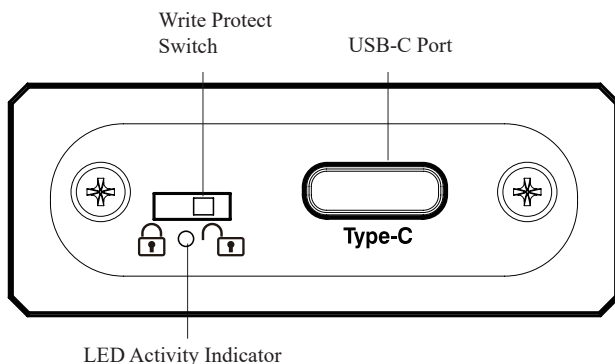 Write Protect
Switch
USB-C Port
Type-C
LED Activity Indicator